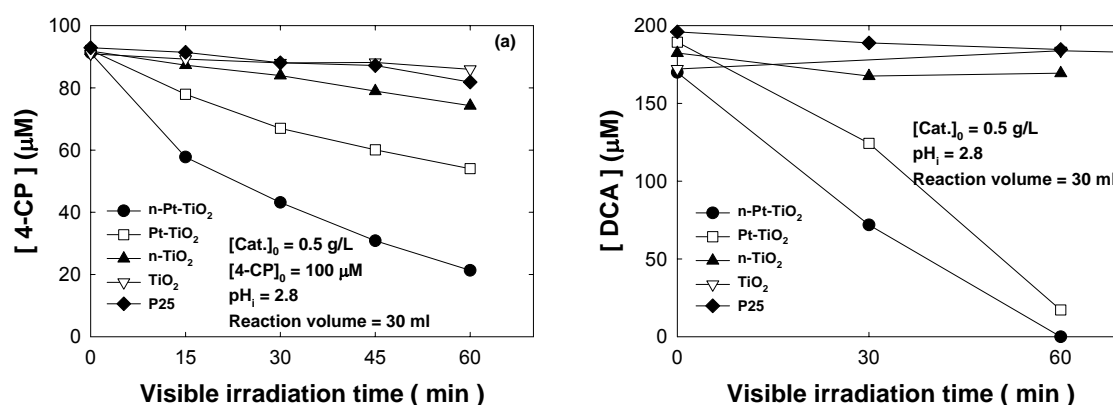 (a)
[ 4-CP ] (μM)
100
80
60
40
20
0
n-Pt-TiO₂
Pt-TiO₂
n-TiO₂
TiO₂
P25
[Cat.]₀ = 0.5 g/L
[4-CP]₀ = 100 μM
pHᵢ = 2.8
Reaction volume = 30 ml
0 15 30 45 60
Visible irradiation time ( min )
[ DCA ] (μM)
200
150
100
50
0
[Cat.]₀ = 0.5 g/L
pHᵢ = 2.8
Reaction volume = 30 ml
n-Pt-TiO₂
Pt-TiO₂
n-TiO₂
TiO₂
P25
0 30 60
Visible irradiation time ( min )